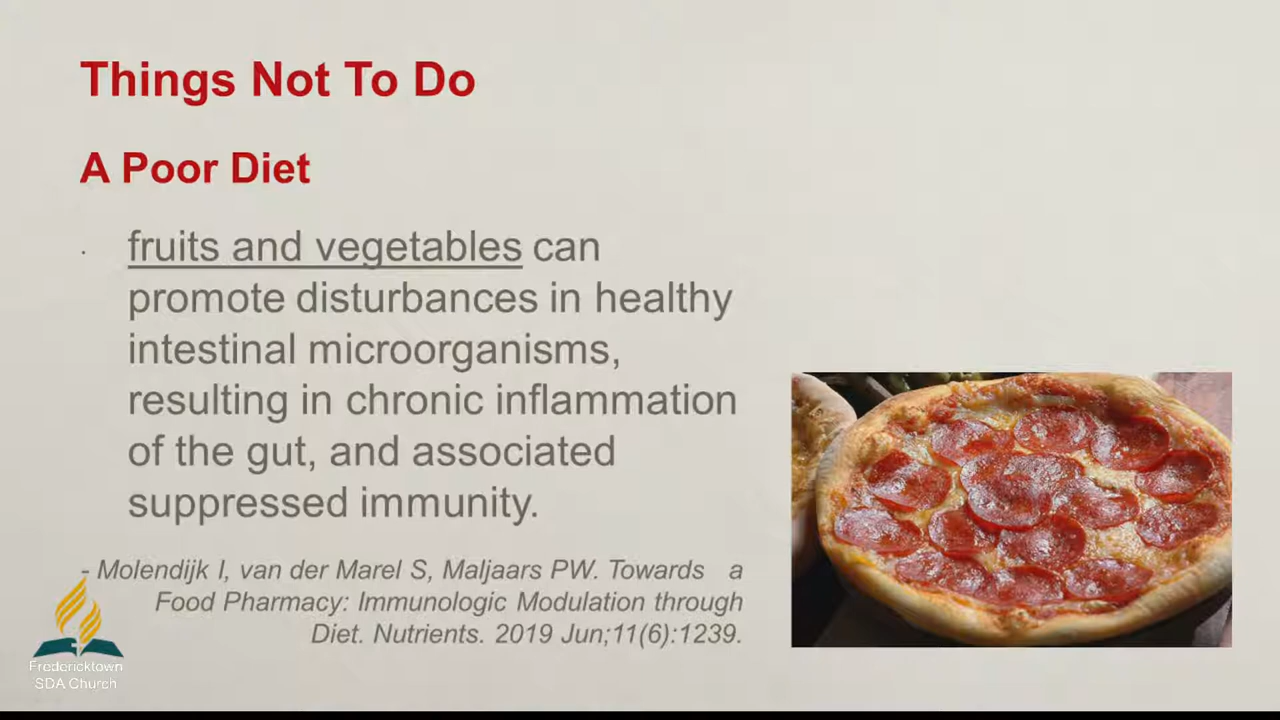 Things Not To Do
A Poor Diet
· fruits and vegetables can
promote disturbances in healthy
intestinal microorganisms,
resulting in chronic inflammation
of the gut, and associated
suppressed immunity.
- Molendijk I, van der Marel S, Maljaars PW. Towards a
Food Pharmacy: Immunologic Modulation through
Diet. Nutrients. 2019 Jun;11(6):1239.
Fredericktown
SDA Church